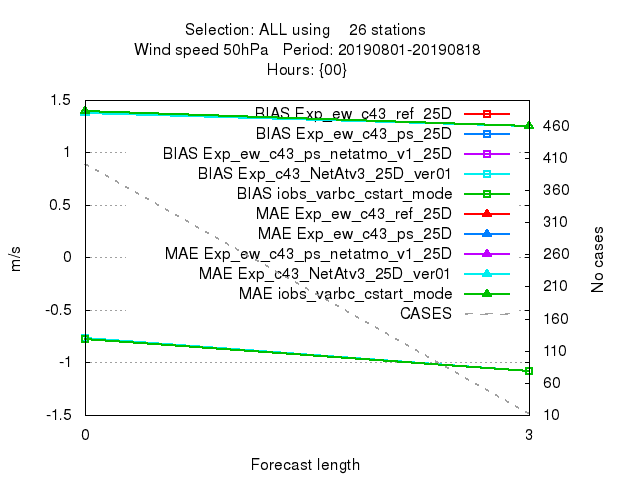 Selection: ALL using 26 stations
Wind speed 50hPa Period: 20190801-20190818
Hours: {00}
1.5
1
0.5
0
-0.5
-1
-1.5
m/s
BIAS Exp_ew_c43_ref_25D
BIAS Exp_ew_c43_ps_25D
BIAS Exp_ew_c43_ps_netatmo_v1_25D
BIAS Exp_c43_NetAtv3_25D_ver01
BIAS iobs_varbc_cstart_mode
MAE Exp_ew_c43_ref_25D
MAE Exp_ew_c43_ps_25D
MAE Exp_ew_c43_ps_netatmo_v1_25D
MAE Exp_c43_NetAtv3_25D_ver01
MAE iobs_varbc_cstart_mode
CASES
460
410
360
310
260
210
160
110
60
10
No cases
0 3
Forecast length